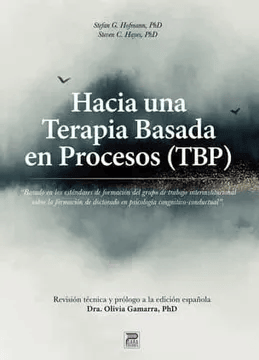 Stefan G. Hofmann, PhD
Steven C. Hayes, PhD
Hacia una
Terapia Basada
en Procesos (TBP)
"Basado en los estándares de formación del grupo de trabajo interinstitucional
sobre la formación de doctorado en psicología cognitivo-conductual".
Revisión técnica y prólogo a la edición española
Dra. Olivia Gamarra, PhD